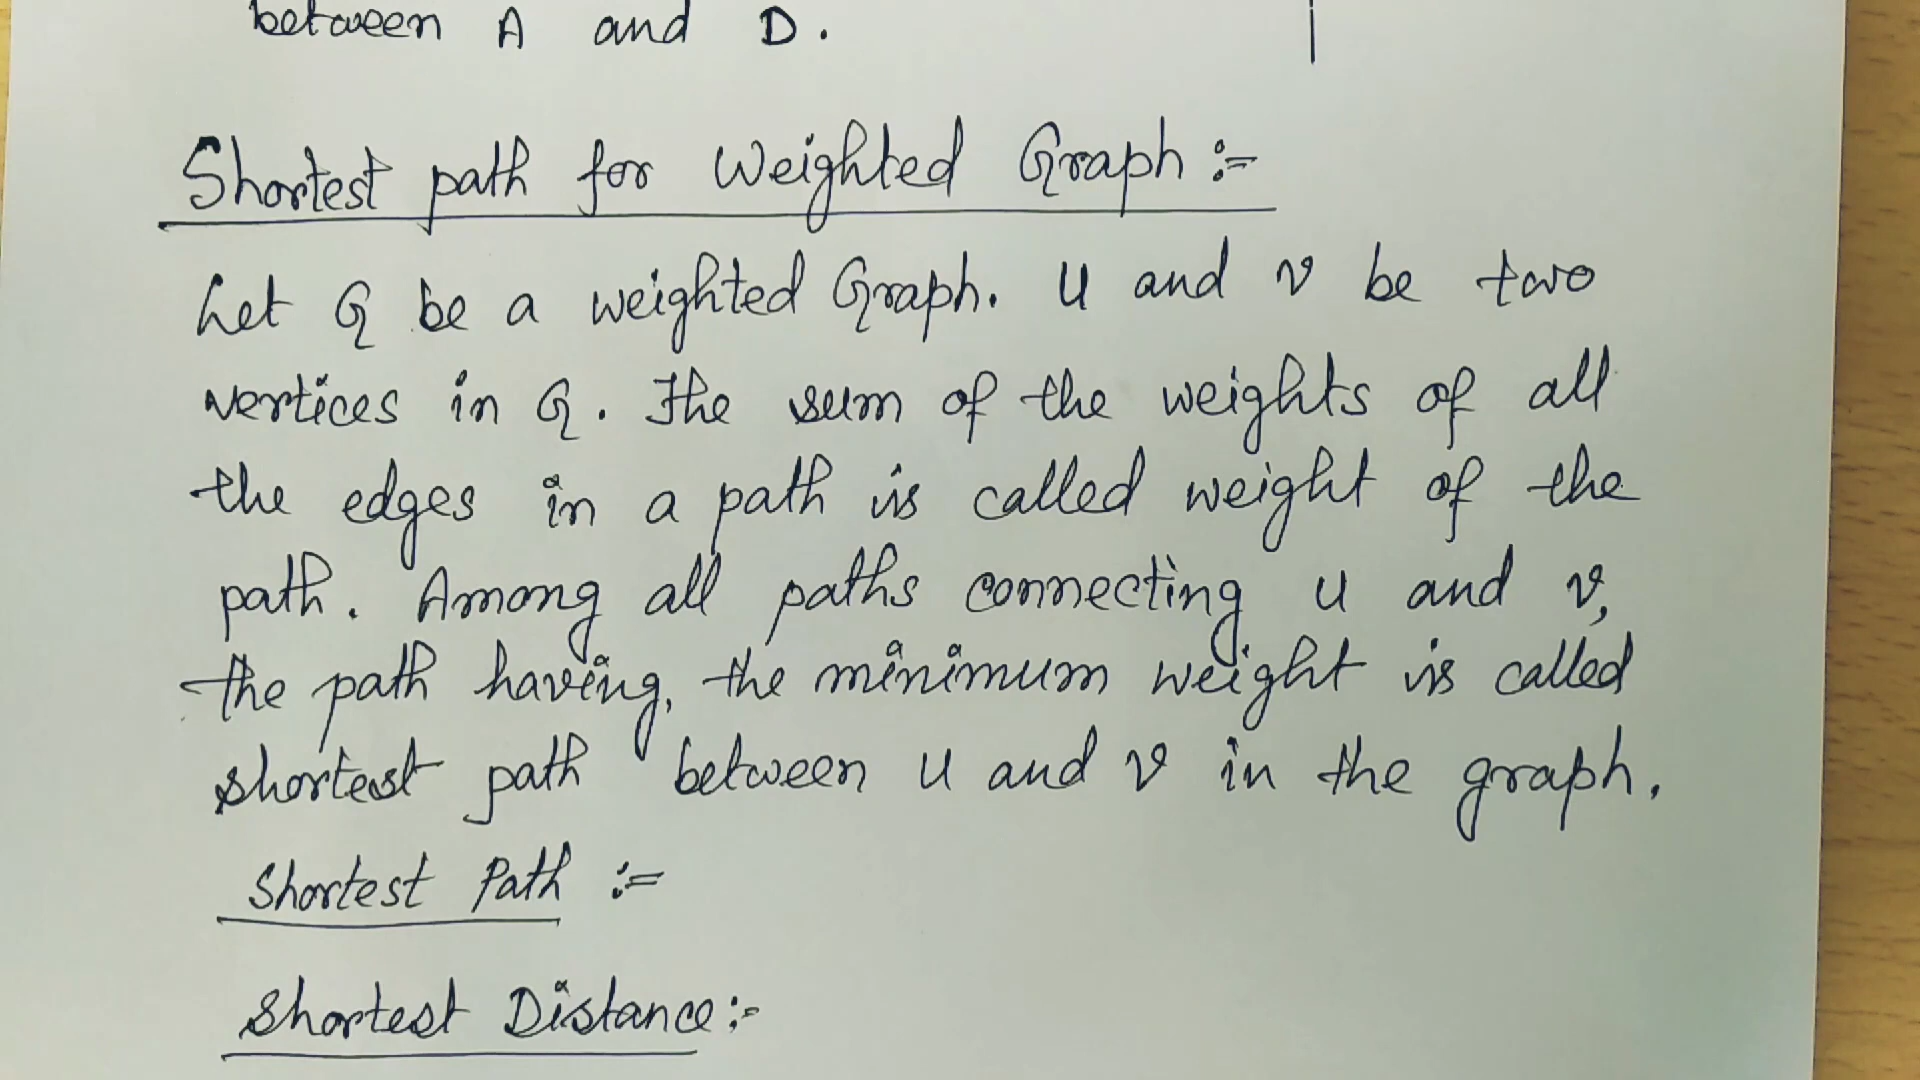 between A and D.
Shortest path for Weighted Graph :-
Let G be a weighted Graph. U and v be two
vertices in G. The sum of the weights of all
the edges in a path is called weight of the
path. Among all paths connecting u and v,
the path having, the minimum weight is called
shortest path between u and v in the graph.
Shortest Path :=
Shortest Distance :-